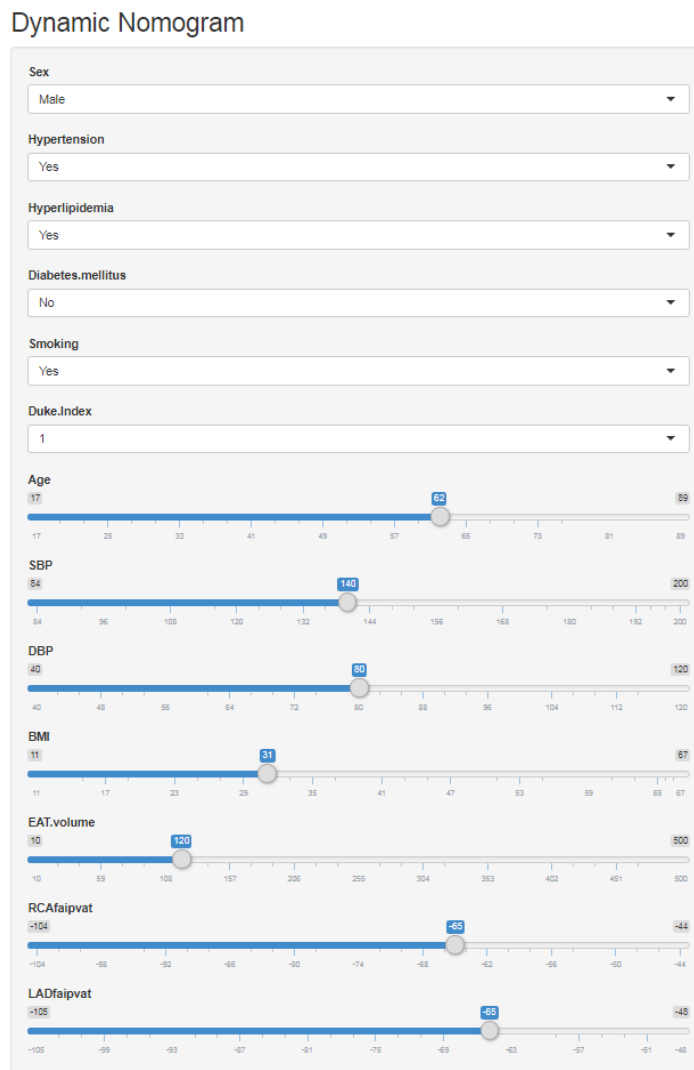 Dynamic Nomogram
Sex
Male
Hypertension
Yes
Hyperlipidemia
Yes
Diabetes.mellitus
No
Smoking
Yes
Duke.Index
1
Age
17 62 89
17 25 33 41 49 57 65 73 81 89
SBP
84 140 200
84 96 108 120 132 144 156 168 180 192 200
DBP
40 80 120
40 48 56 64 72 80 88 96 104 112 120
BMI
11 31 67
11 17 23 29 35 41 47 53 59 65 67
EAT.volume
10 120 500
10 59 108 157 206 255 304 353 402 451 500
RCAfaipvat
-104 -65 -44
-104 -98 -92 -86 -80 -74 -68 -62 -56 -50 -44
LADfaipvat
-105 -65 -48
-105 -99 -93 -87 -81 -75 -69 -63 -57 -51 -48